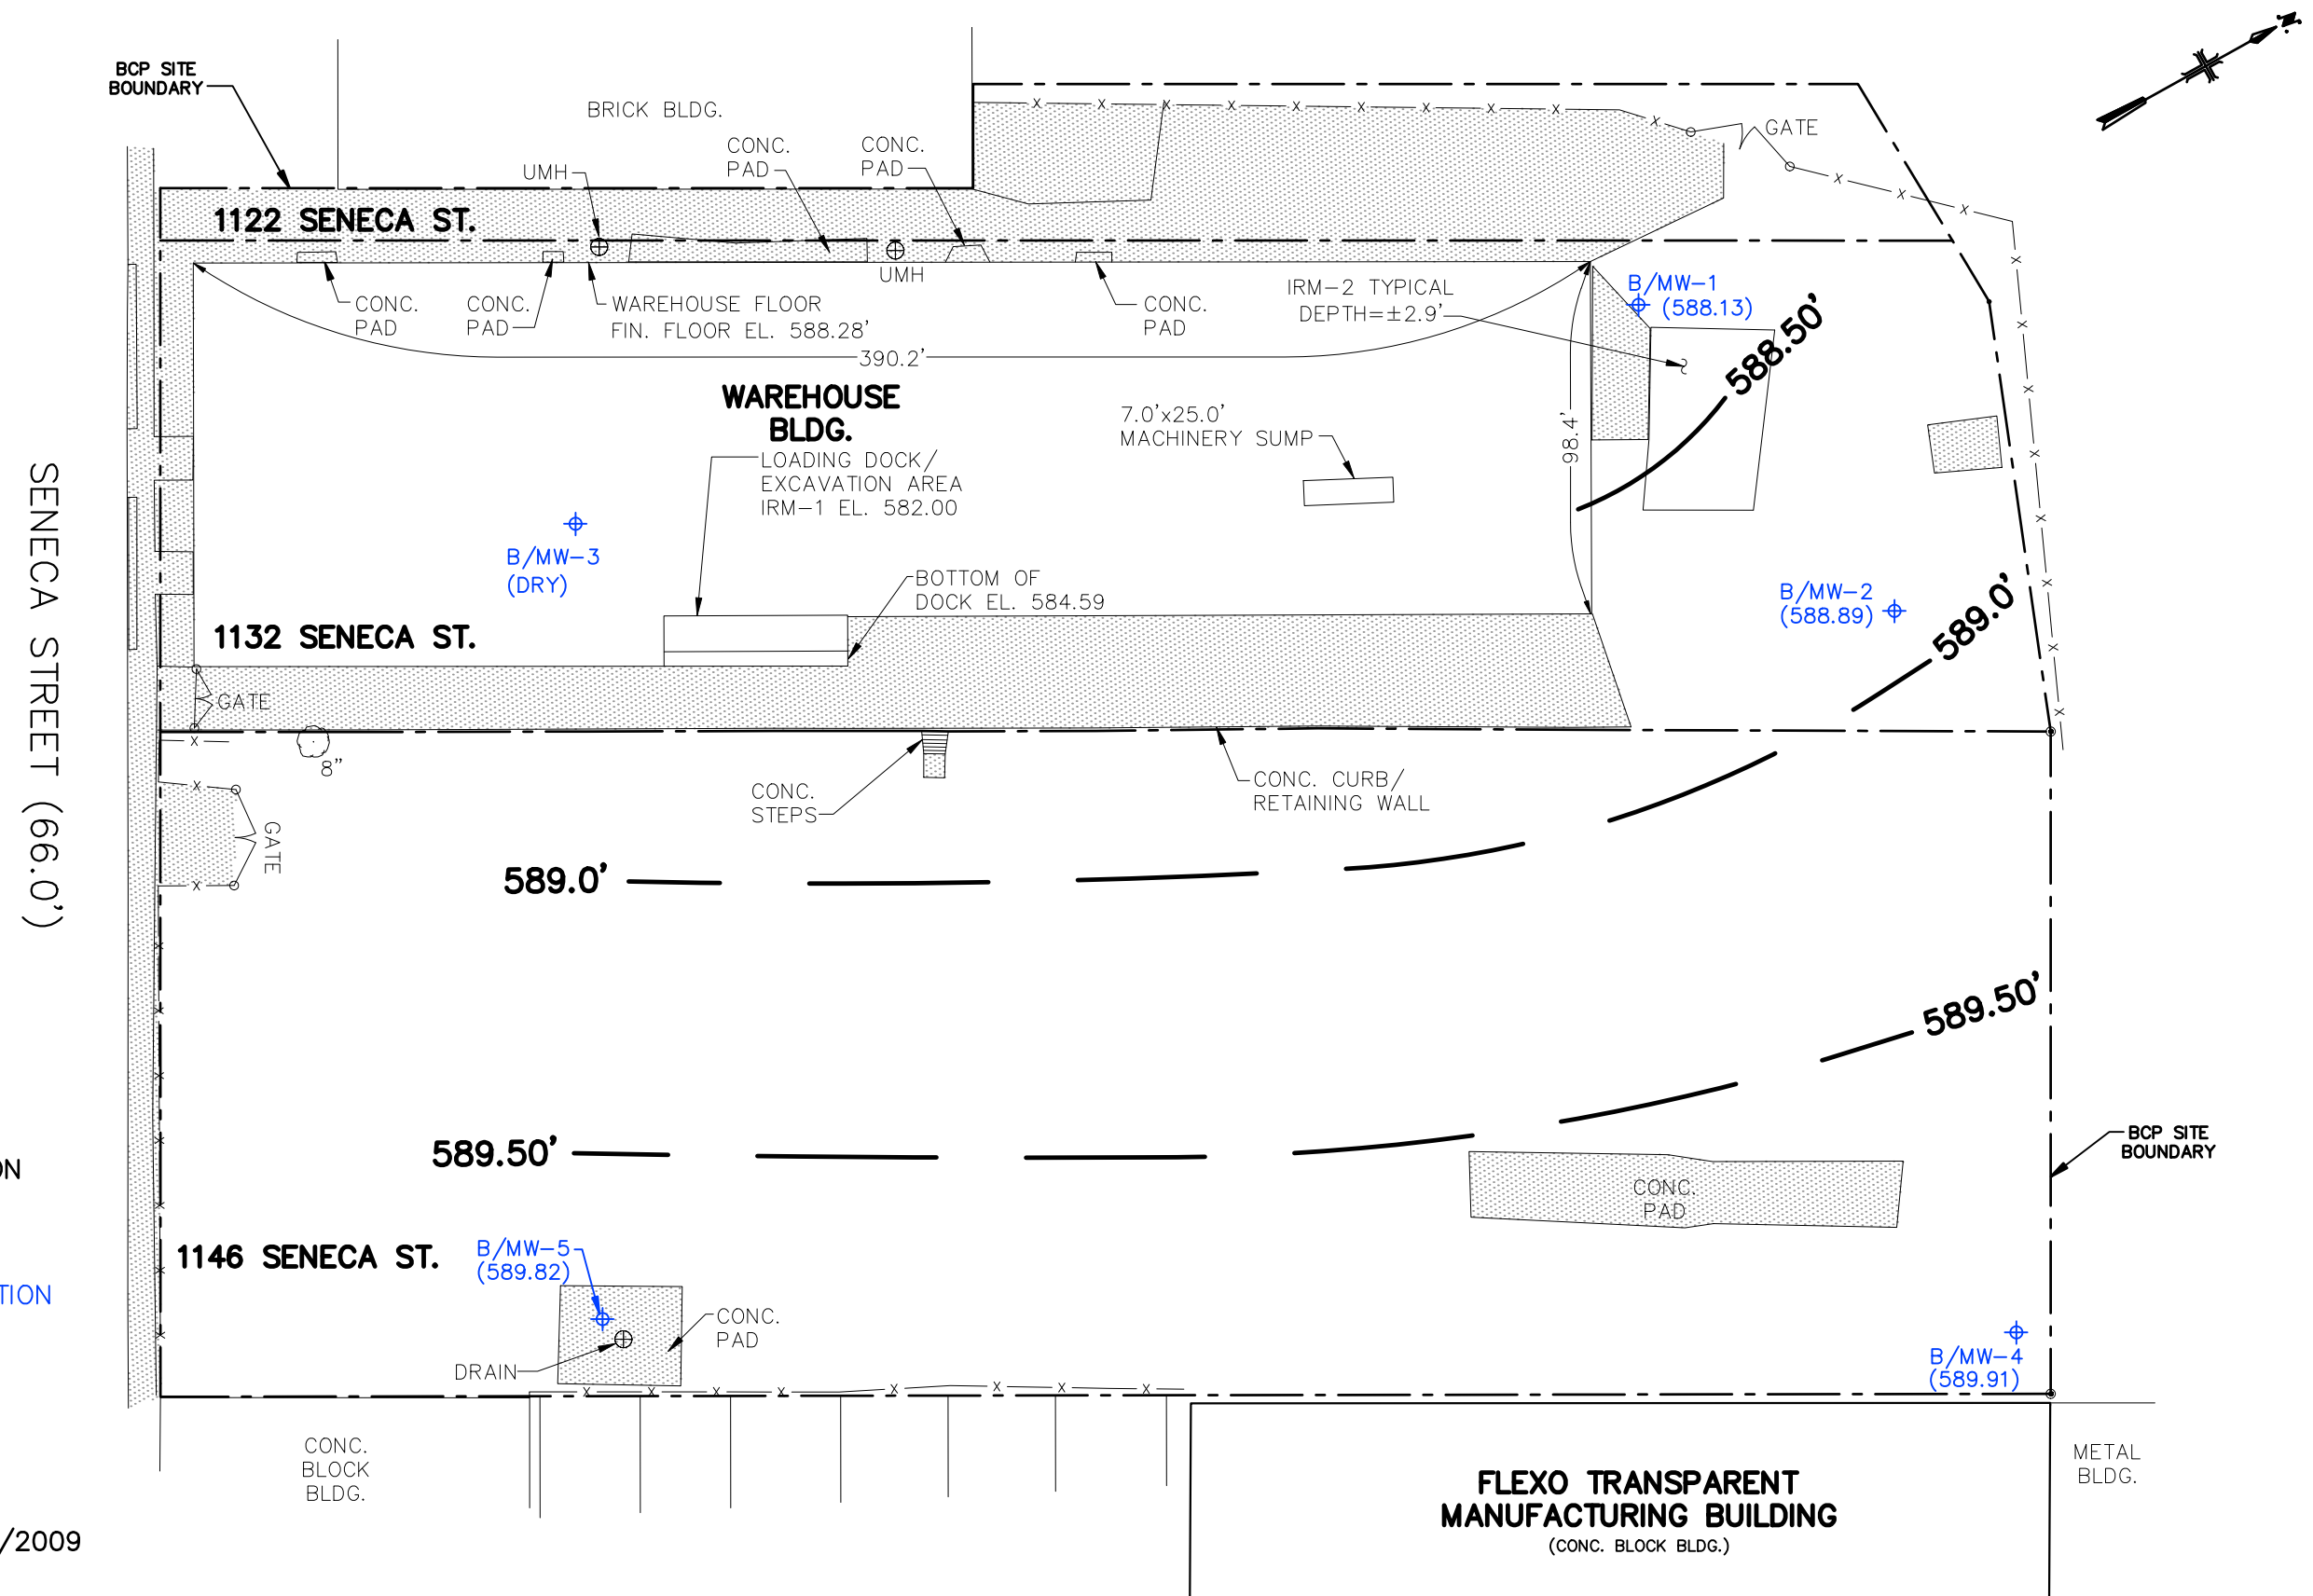 N.
BCP SITE
BOUNDARY
BRICK BLDG.
UMH
CONC.
PAD
CONC.
PAD
GATE
1122 SENECA ST.
UMH
CONC.
PAD
CONC.
PAD
WAREHOUSE FLOOR
FIN. FLOOR EL. 588.28'
CONC.
PAD
IRM-2 TYPICAL
DEPTH=±2.9'
B/MW-1
(588.13)
588.50'
390.2'
WAREHOUSE
BLDG.
LOADING DOCK/
EXCAVATION AREA
IRM-1 EL. 582.00
7.0'x25.0'
MACHINERY SUMP
98.4'
B/MW-3
(DRY)
BOTTOM OF
DOCK EL. 584.59
B/MW-2
(588.89)
589.0'
1132 SENECA ST.
GATE
8"
SENECA STREET (66.0')
CONC.
STEPS
CONC. CURB/
RETAINING WALL
GATE
589.0'
589.50'
589.50'
BCP SITE
BOUNDARY
ON
CONC.
PAD
1146 SENECA ST.
B/MW-5
(589.82)
TION
CONC.
PAD
DRAIN
B/MW-4
(589.91)
CONC.
BLOCK
BLDG.
FLEXO TRANSPARENT
MANUFACTURING BUILDING
(CONC. BLOCK BLDG.)
METAL
BLDG.
/2009